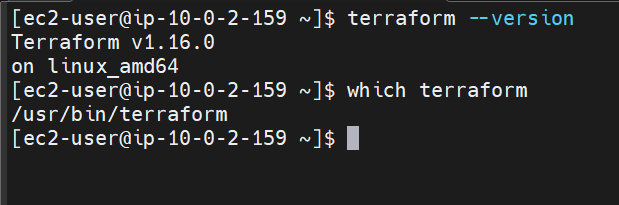 [ec2-user@ip-10-0-2-159 ~]$ terraform --version
Terraform v1.16.0
on linux_amd64
[ec2-user@ip-10-0-2-159 ~]$ which terraform
/usr/bin/terraform
[ec2-user@ip-10-0-2-159 ~]$